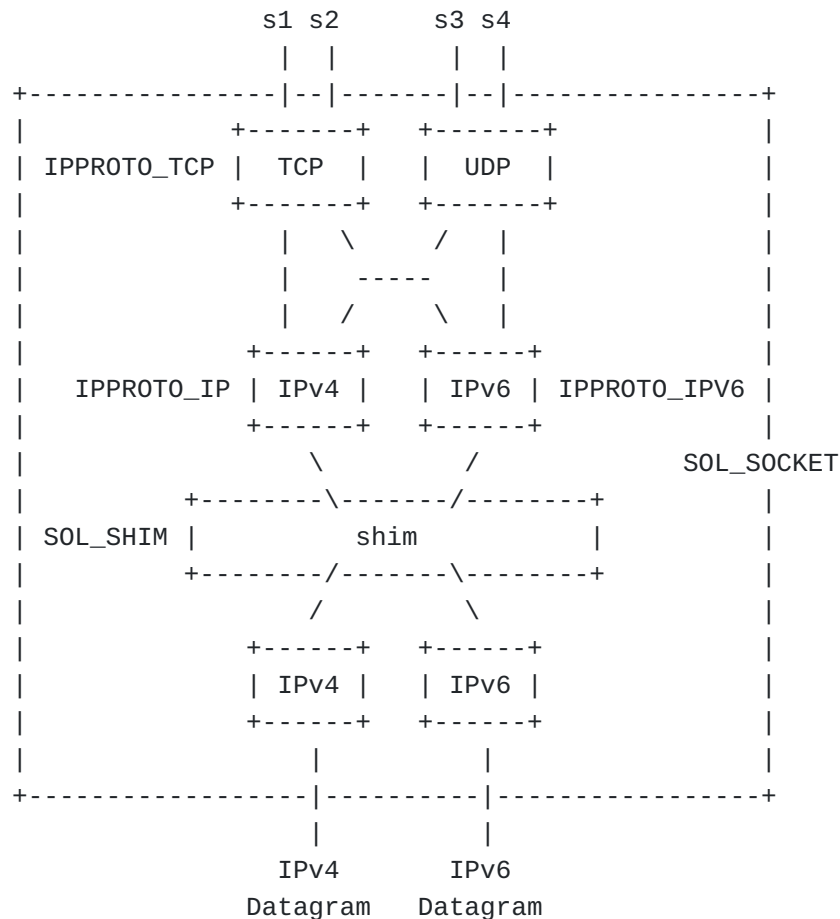 s1 s2 s3 s4
IPPROTO_TCP TCP UDP
IPPROTO_IP IPv4 IPv6 IPPROTO_IPV6
SOL_SOCKET
SOL_SHIM shim
IPv4 IPv6
IPv4 IPv6
Datagram Datagram